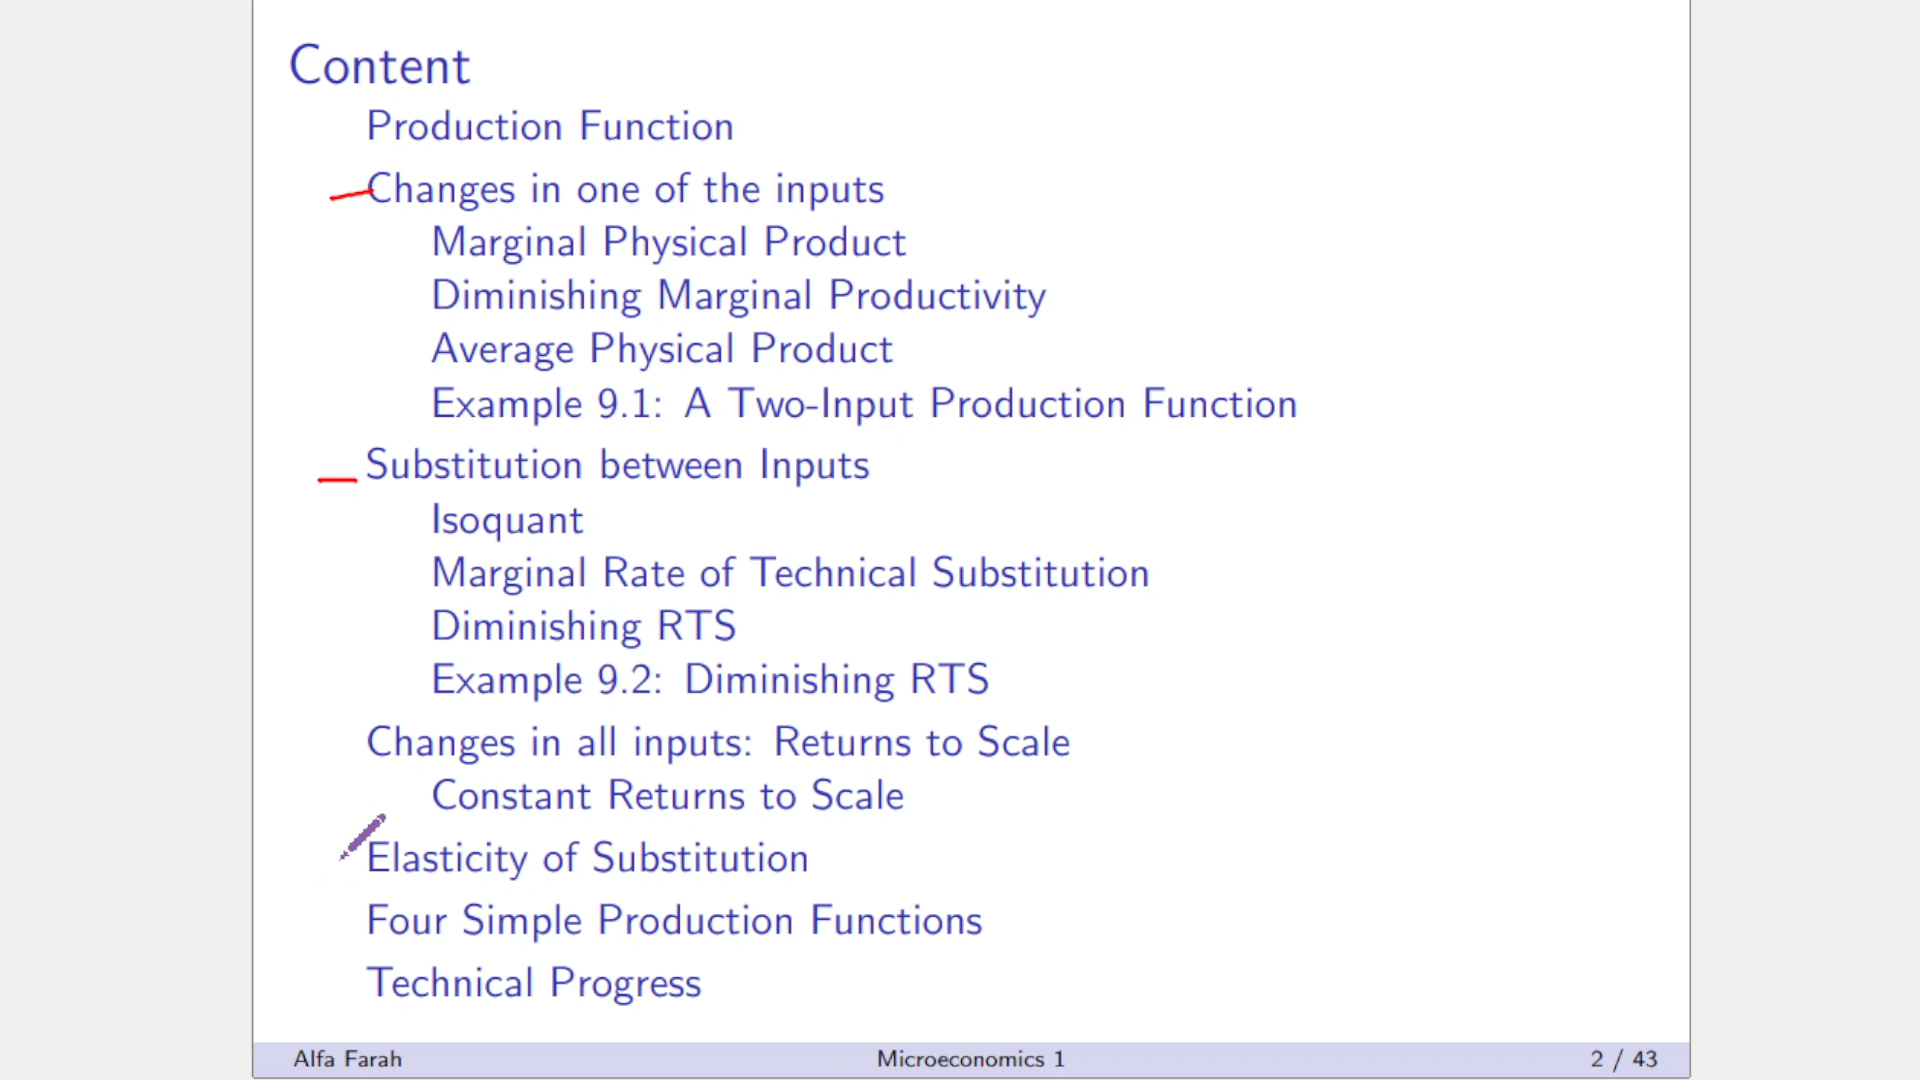 Content
Production Function
Changes in one of the inputs
Marginal Physical Product
Diminishing Marginal Productivity
Average Physical Product
Example 9.1: A Two-Input Production Function
Substitution between Inputs
Isoquant
Marginal Rate of Technical Substitution
Diminishing RTS
Example 9.2: Diminishing RTS
Changes in all inputs: Returns to Scale
Constant Returns to Scale
Elasticity of Substitution
Four Simple Production Functions
Technical Progress
Alfa Farah Microeconomics 1 2 / 43